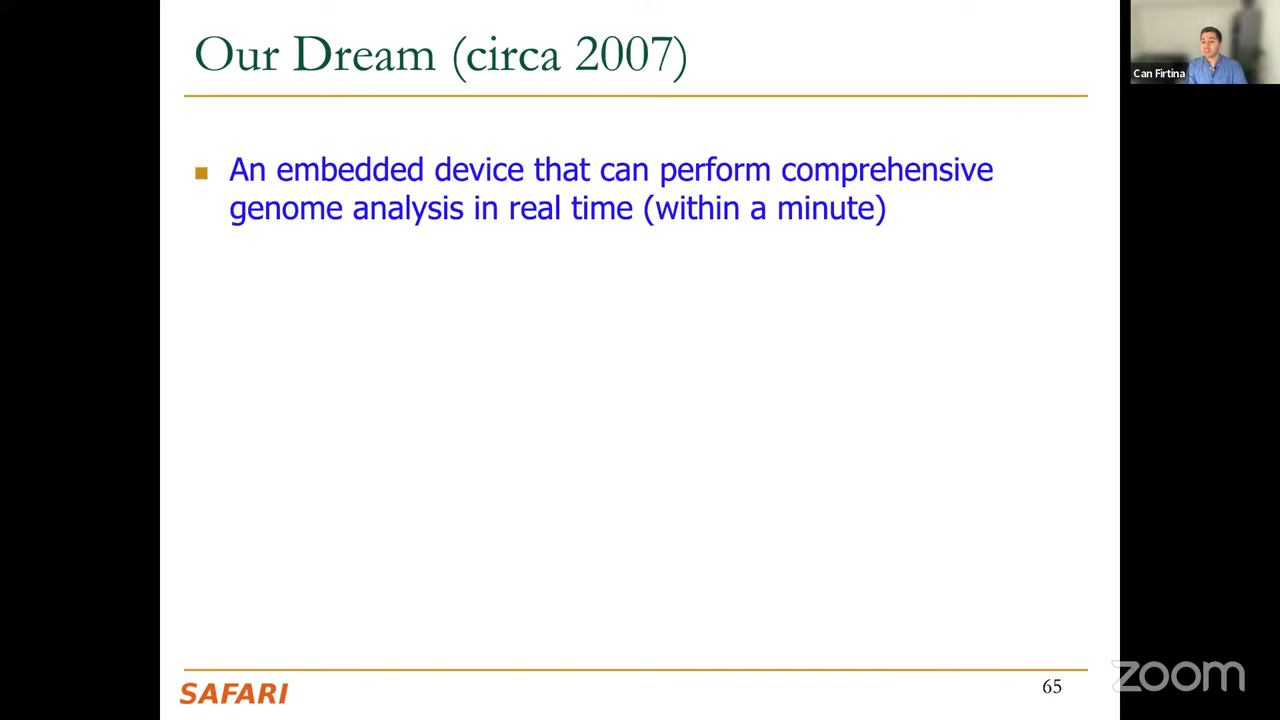 Our Dream (circa 2007)
Can Firtina
An embedded device that can perform comprehensive
genome analysis in real time (within a minute)
SAFARI
65
zoom